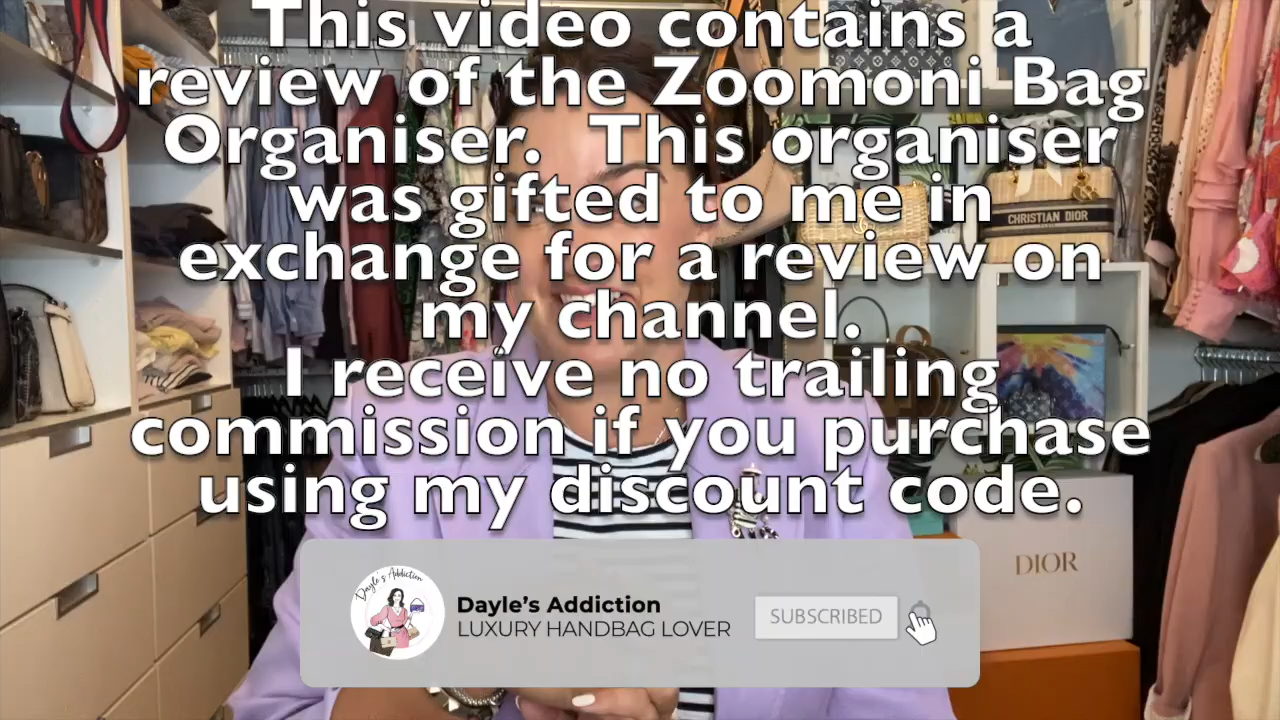 This video contains a
review of the Zoomoni Bag
Organiser. This organiser
was gifted to me in
exchange for a review on
my channel.
I receive no trailing
commission if you purchase
using my discount code.
CHRISTIAN DIOR
DIOR
Dayle's Addiction
Dayle’s Addiction
LUXURY HANDBAG LOVER
SUBSCRIBED